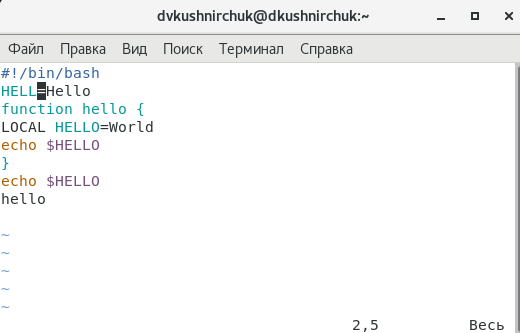 dvkushnirchuk@dkushnirchuk:~
Файл Правка Вид Поиск Терминал Справка
#!/bin/bash
HELL=Hello
function hello {
LOCAL HELLO=World
echo $HELLO
}
echo $HELLO
hello
~
~
~
~
~
2,5 Весь